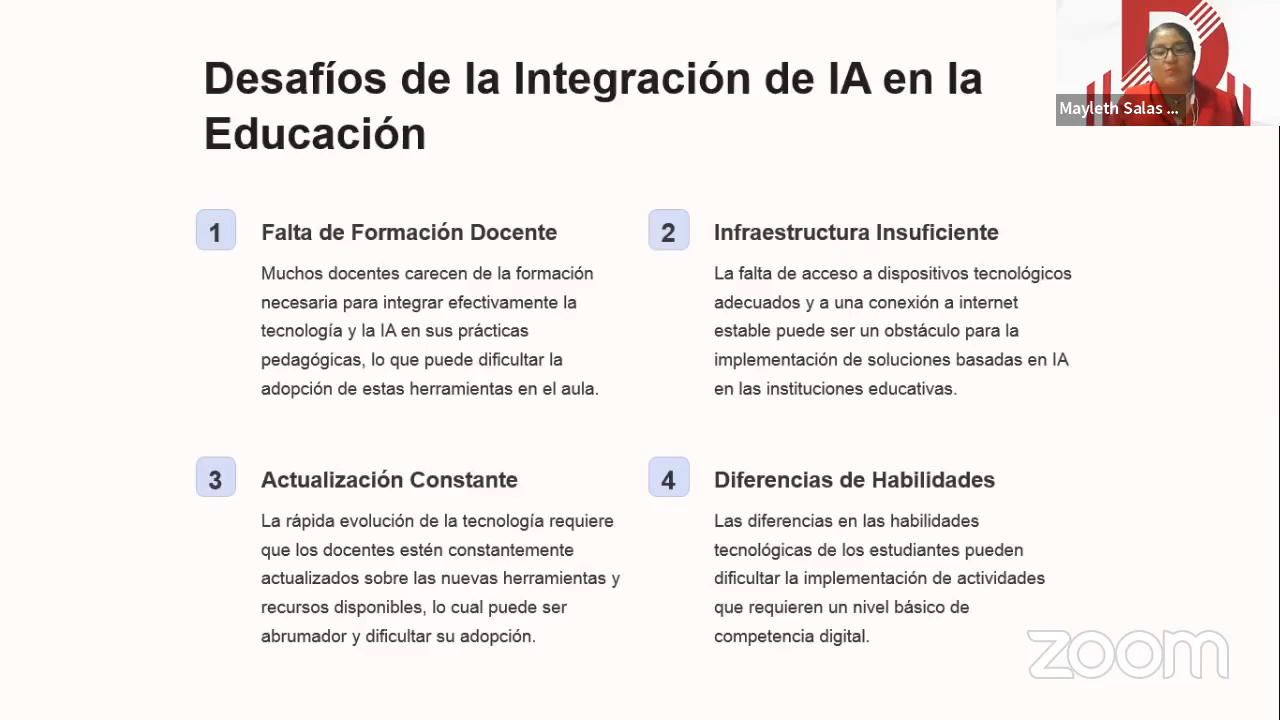 Desafíos de la Integración de IA en la
Educación
Mayleth Salas ...
1
Falta de Formación Docente
Muchos docentes carecen de la formación
necesaria para integrar efectivamente la
tecnología y la IA en sus prácticas
pedagógicas, lo que puede dificultar la
adopción de estas herramientas en el aula.
2
Infraestructura Insuficiente
La falta de acceso a dispositivos tecnológicos
adecuados y a una conexión a internet
estable puede ser un obstáculo para la
implementación de soluciones basadas en IA
en las instituciones educativas.
3
Actualización Constante
La rápida evolución de la tecnología requiere
que los docentes estén constantemente
actualizados sobre las nuevas herramientas y
recursos disponibles, lo cual puede ser
abrumador y dificultar su adopción.
4
Diferencias de Habilidades
Las diferencias en las habilidades
tecnológicas de los estudiantes pueden
dificultar la implementación de actividades
que requieren un nivel básico de
competencia digital.
zoom